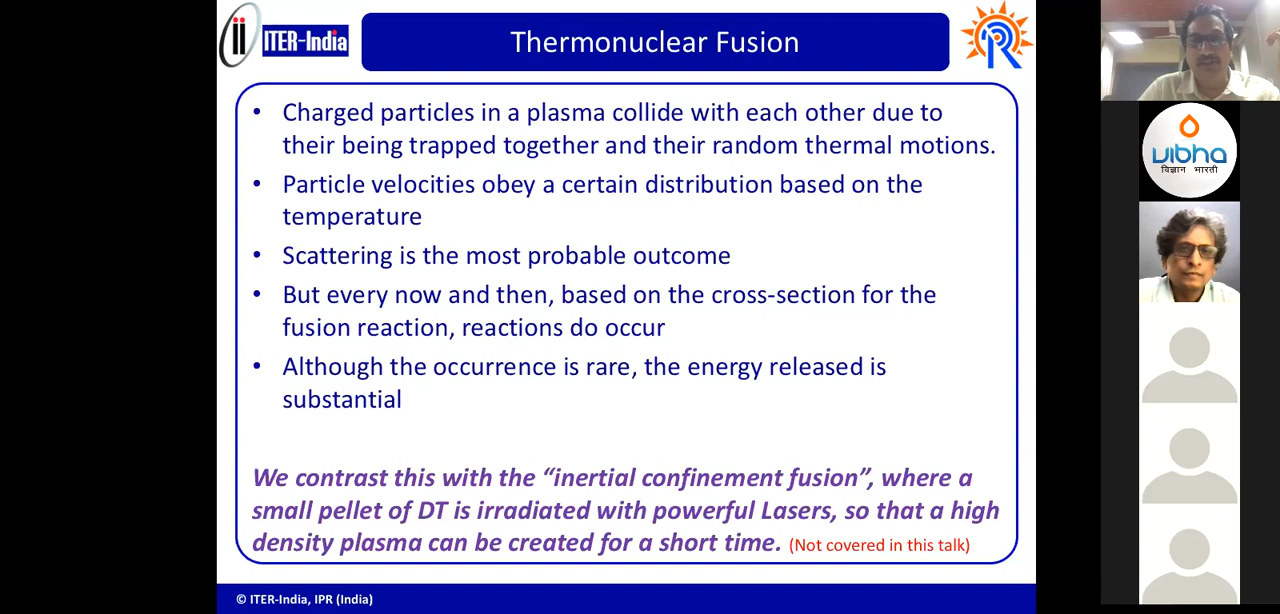 ii ITER-India
Thermonuclear Fusion
R
• Charged particles in a plasma collide with each other due to
their being trapped together and their random thermal motions.
• Particle velocities obey a certain distribution based on the
temperature
• Scattering is the most probable outcome
• But every now and then, based on the cross-section for the
fusion reaction, reactions do occur
• Although the occurrence is rare, the energy released is
substantial
We contrast this with the “inertial confinement fusion”, where a
small pellet of DT is irradiated with powerful Lasers, so that a high
density plasma can be created for a short time. (Not covered in this talk)
© ITER-India, IPR (India)
vibha
विज्ञान भारती